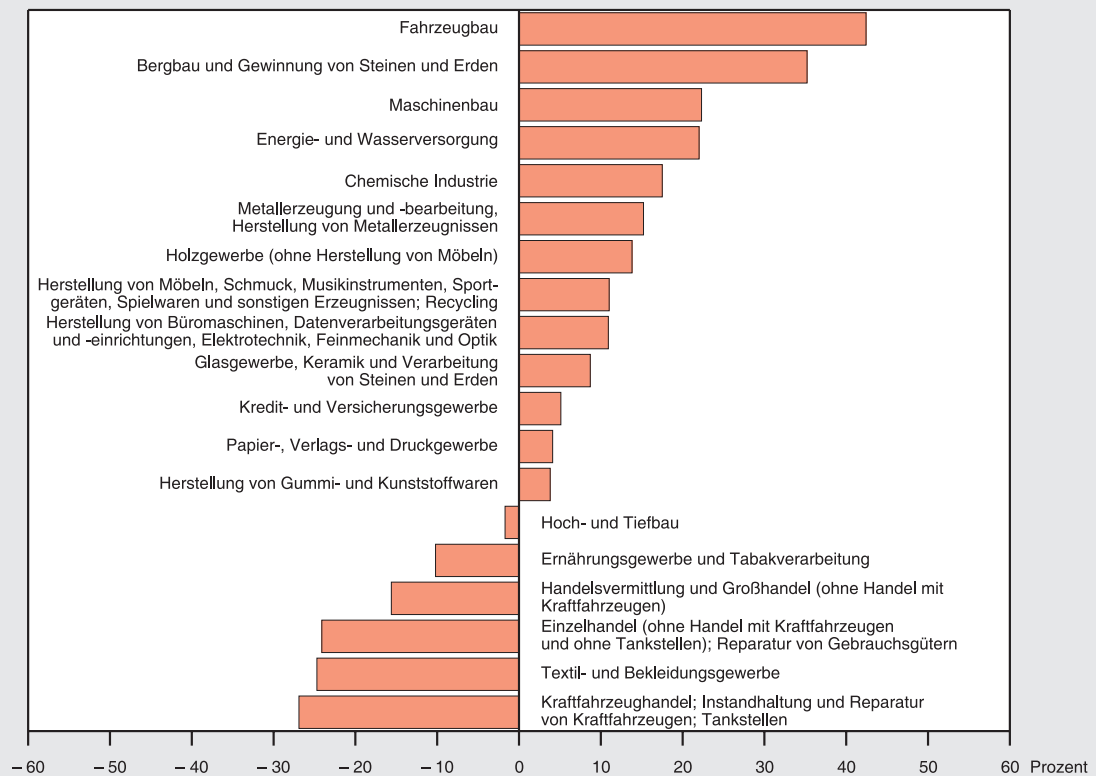 Fahrzeugbau
Bergbau und Gewinnung von Steinen und Erden
Maschinenbau
Energie- und Wasserversorgung
Chemische Industrie
Metallerzeugung und -bearbeitung,
Herstellung von Metallerzeugnissen
Holzgewerbe (ohne Herstellung von Möbeln)
Herstellung von Möbeln, Schmuck, Musikinstrumenten, Sport-
geräten, Spielwaren und sonstigen Erzeugnissen; Recycling
Herstellung von Büromaschinen, Datenverarbeitungsgeräten
und -einrichtungen, Elektrotechnik, Feinmechanik und Optik
Glasgewerbe, Keramik und Verarbeitung
von Steinen und Erden
Kredit- und Versicherungsgewerbe
Papier-, Verlags- und Druckgewerbe
Herstellung von Gummi- und Kunststoffwaren
Hoch- und Tiefbau
Ernährungsgewerbe und Tabakverarbeitung
Handelsvermittlung und Großhandel (ohne Handel mit
Kraftfahrzeugen)
Einzelhandel (ohne Handel mit Kraftfahrzeugen
und ohne Tankstellen); Reparatur von Gebrauchsgütern
Textil- und Bekleidungsgewerbe
Kraftfahrzeughandel; Instandhaltung und Reparatur
von Kraftfahrzeugen; Tankstellen
– 60 – 50 – 40 – 30 – 20 – 10 0 10 20 30 40 50 60 Prozent